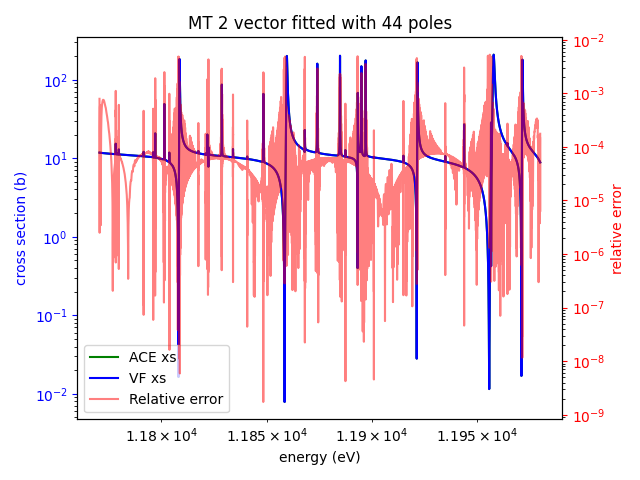 MT 2 vector fitted with 44 poles
cross section (b)
10²
10¹
10⁰
10⁻¹
10⁻²
10⁻²
10⁻³
10⁻⁴
10⁻⁵
10⁻⁶
10⁻⁷
10⁻⁸
10⁻⁹
relative error
ACE xs
VF xs
Relative error
1.18 × 10⁴ 1.185 × 10⁴ 1.19 × 10⁴ 1.195 × 10⁴
energy (eV)